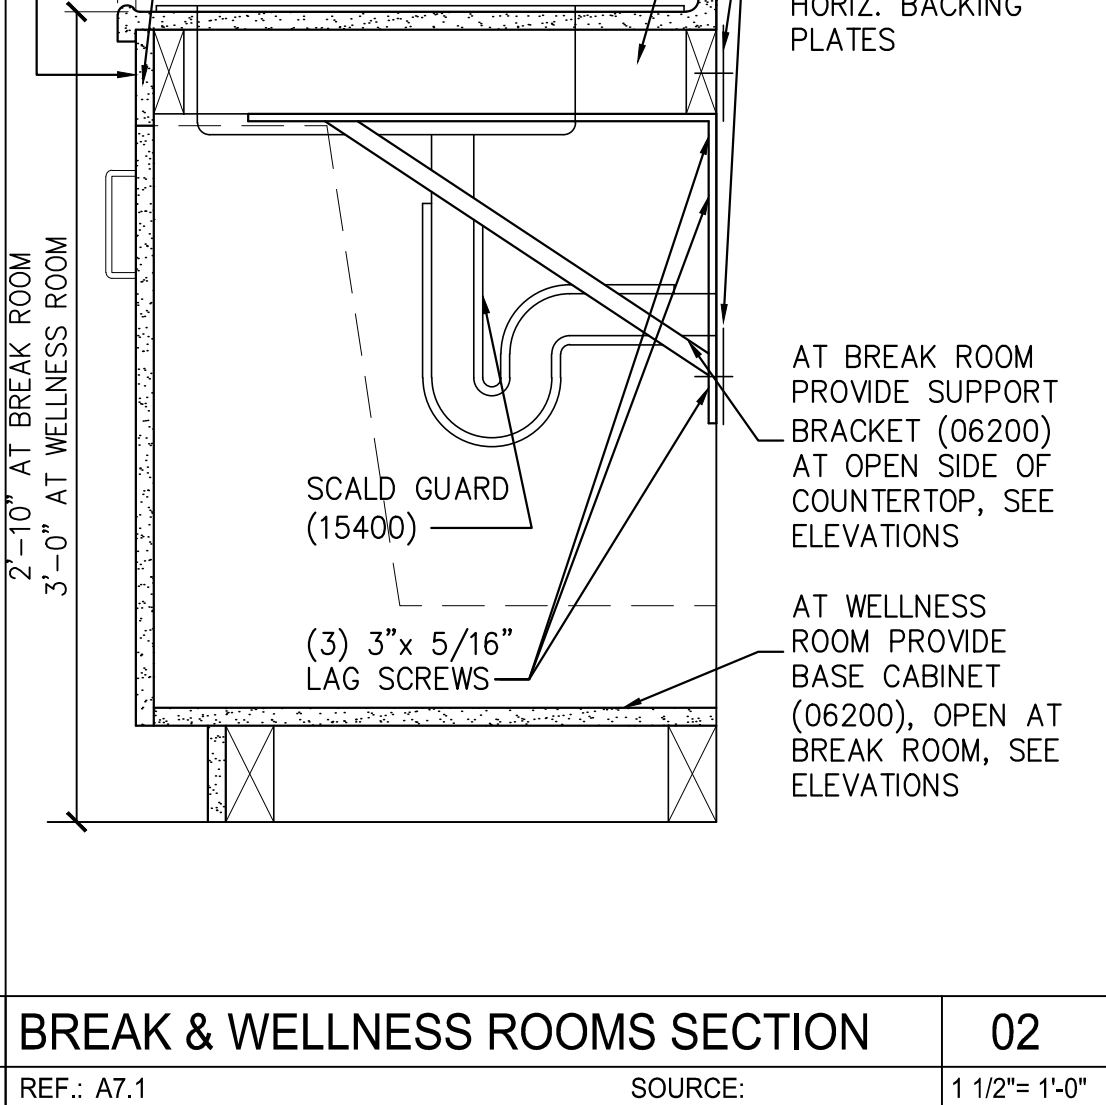 HORIZ. BACKING
PLATES
2'-10" AT BREAK ROOM
3'-0" AT WELLNESS ROOM
AT BREAK ROOM
PROVIDE SUPPORT
BRACKET (06200)
AT OPEN SIDE OF
COUNTERTOP, SEE
ELEVATIONS
SCALD GUARD
(15400)
AT WELLNESS
ROOM PROVIDE
BASE CABINET
(06200), OPEN AT
BREAK ROOM, SEE
ELEVATIONS
(3) 3"x 5/16"
LAG SCREWS
BREAK & WELLNESS ROOMS SECTION
02
REF.: A7.1
SOURCE:
1 1/2"= 1'-0"